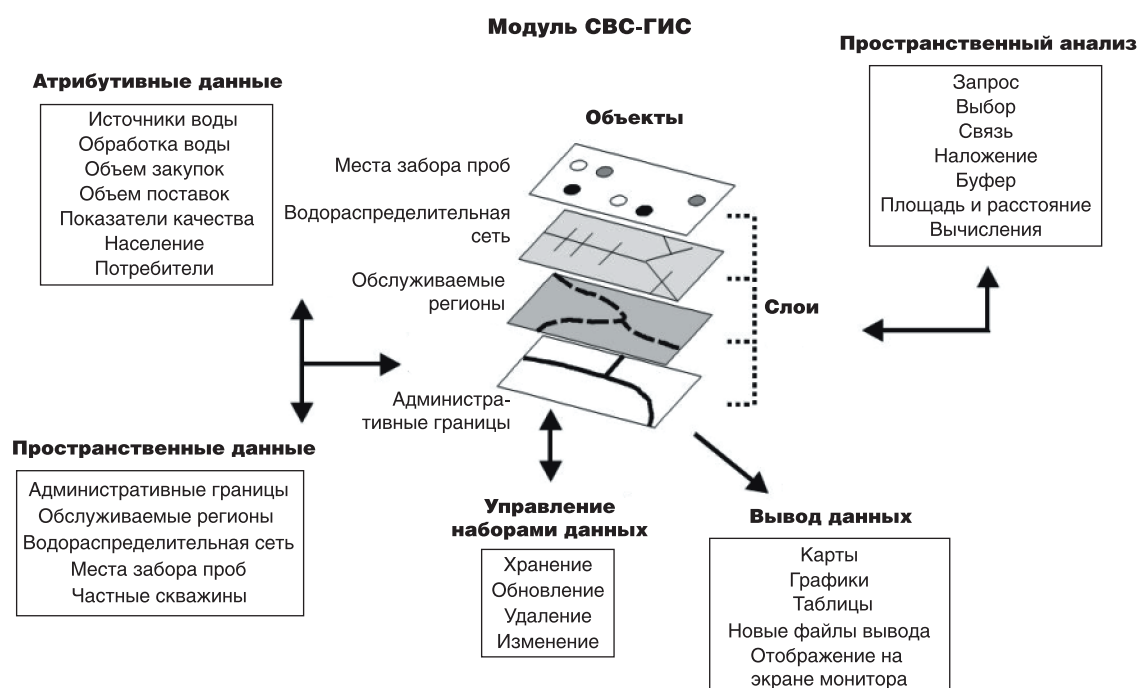 Модуль СВС-ГИС
Атрибутивные данные
Источники воды
Обработка воды
Объем закупок
Объем поставок
Показатели качества
Население
Потребители
Объекты
Места забора проб
Водораспределительная
сеть
Обслуживаемые
регионы
Администра-
тивные границы
Слои
Пространственный анализ
Запрос
Выбор
Связь
Наложение
Буфер
Площадь и расстояние
Вычисления
Пространственные данные
Административные границы
Обслуживаемые регионы
Водораспределительная сеть
Места забора проб
Частные скважины
Управление
наборами данных
Хранение
Обновление
Удаление
Изменение
Вывод данных
Карты
Графики
Таблицы
Новые файлы вывода
Отображение на
экране монитора